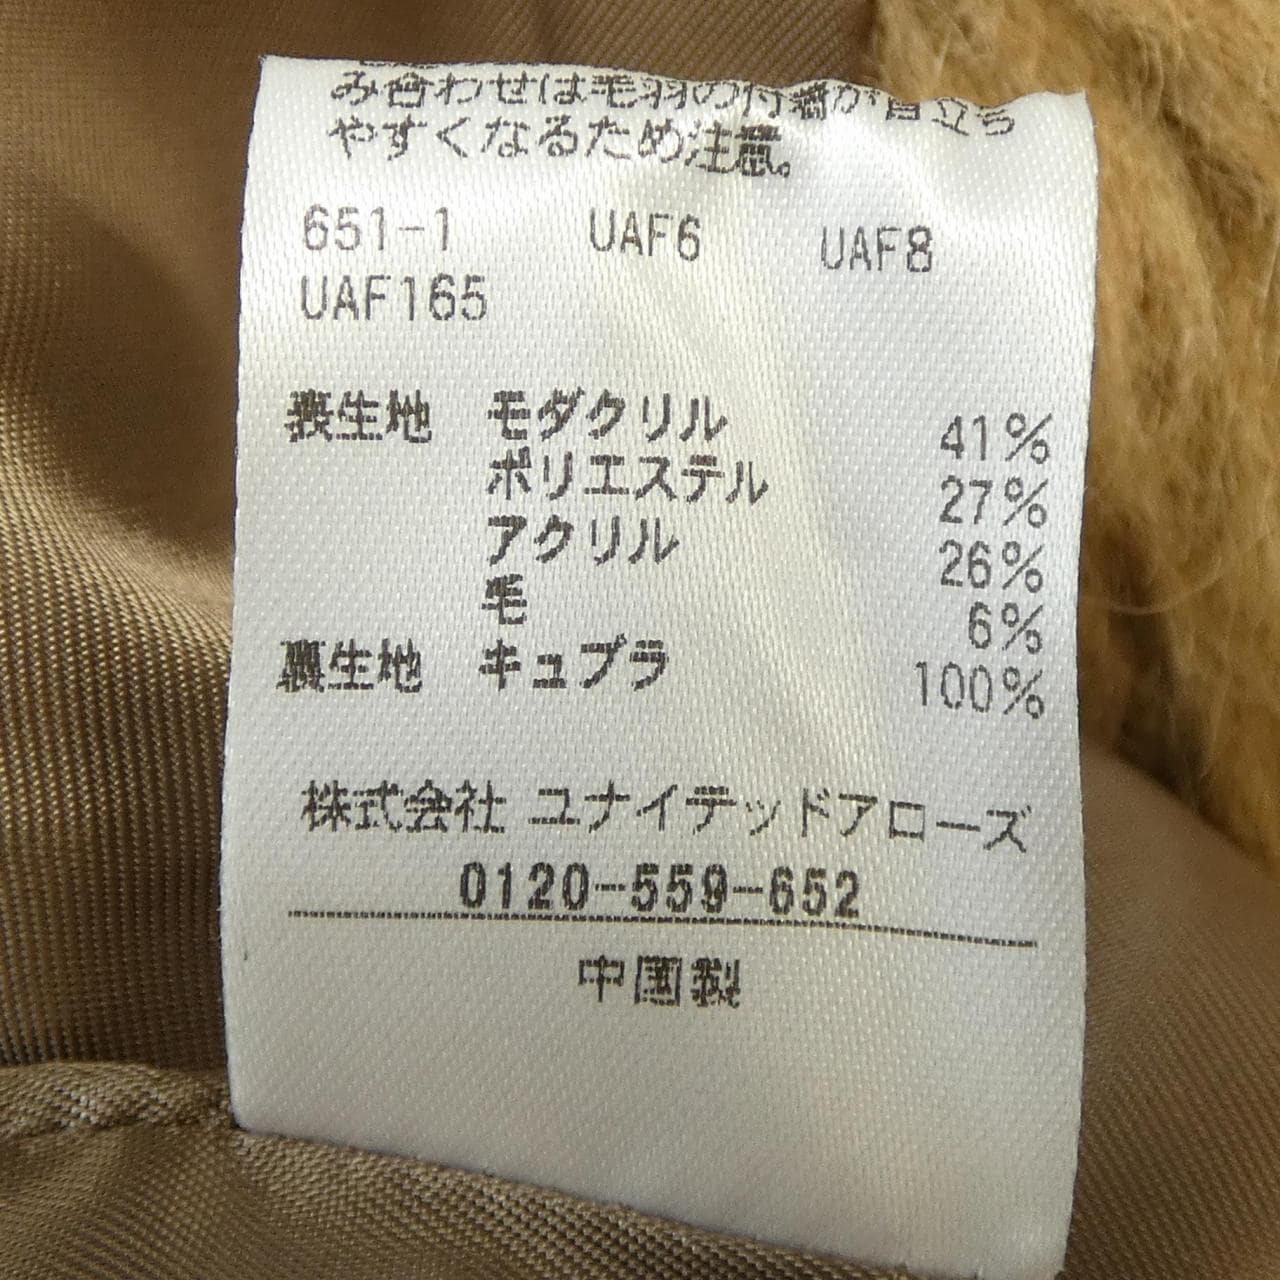 み合わせは毛羽の付着が目立ち
やすくなるため注意。
651-1 UAF6 UAF8
UAF165
表生地 モダクリル 41%
ポリエステル 27%
アクリル 26%
毛 6%
裏生地 キュプラ 100%
株式会社 ユナイテッドアローズ
0120-559-652
中国製